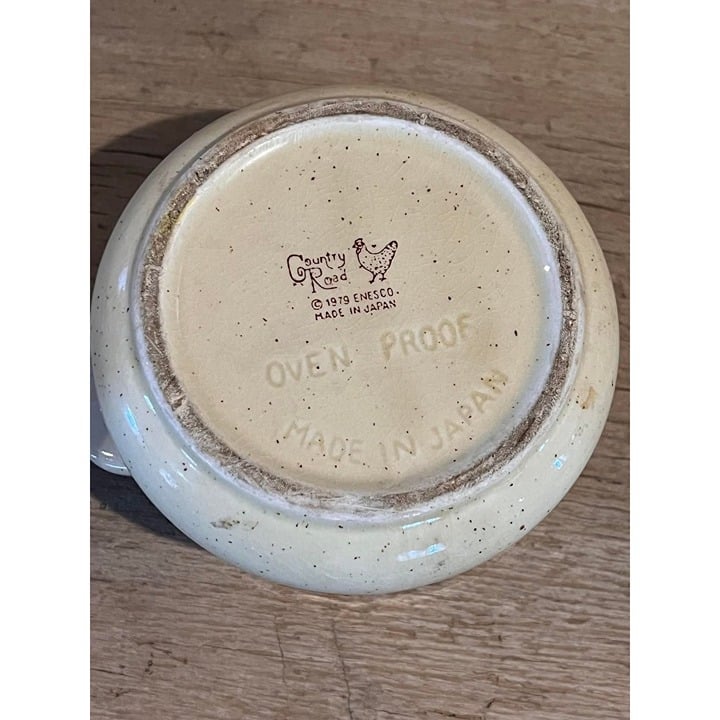 Country
Road
© 1979 ENESCO.
MADE IN JAPAN
OVEN PROOF
MADE IN JAPAN